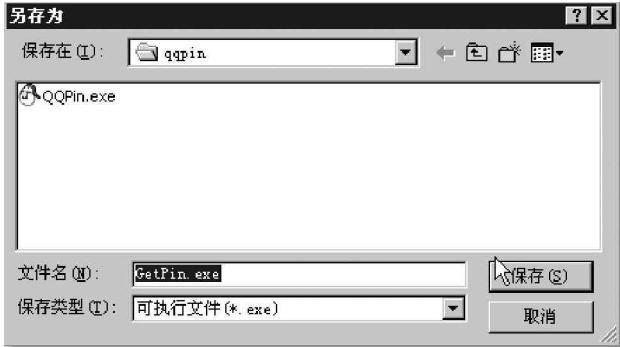 另存为
保存在(I): qqpin
QQPin.exe
文件名(N): GetPin.exe 保存(S)
保存类型(T): 可执行文件(*.exe) 取消